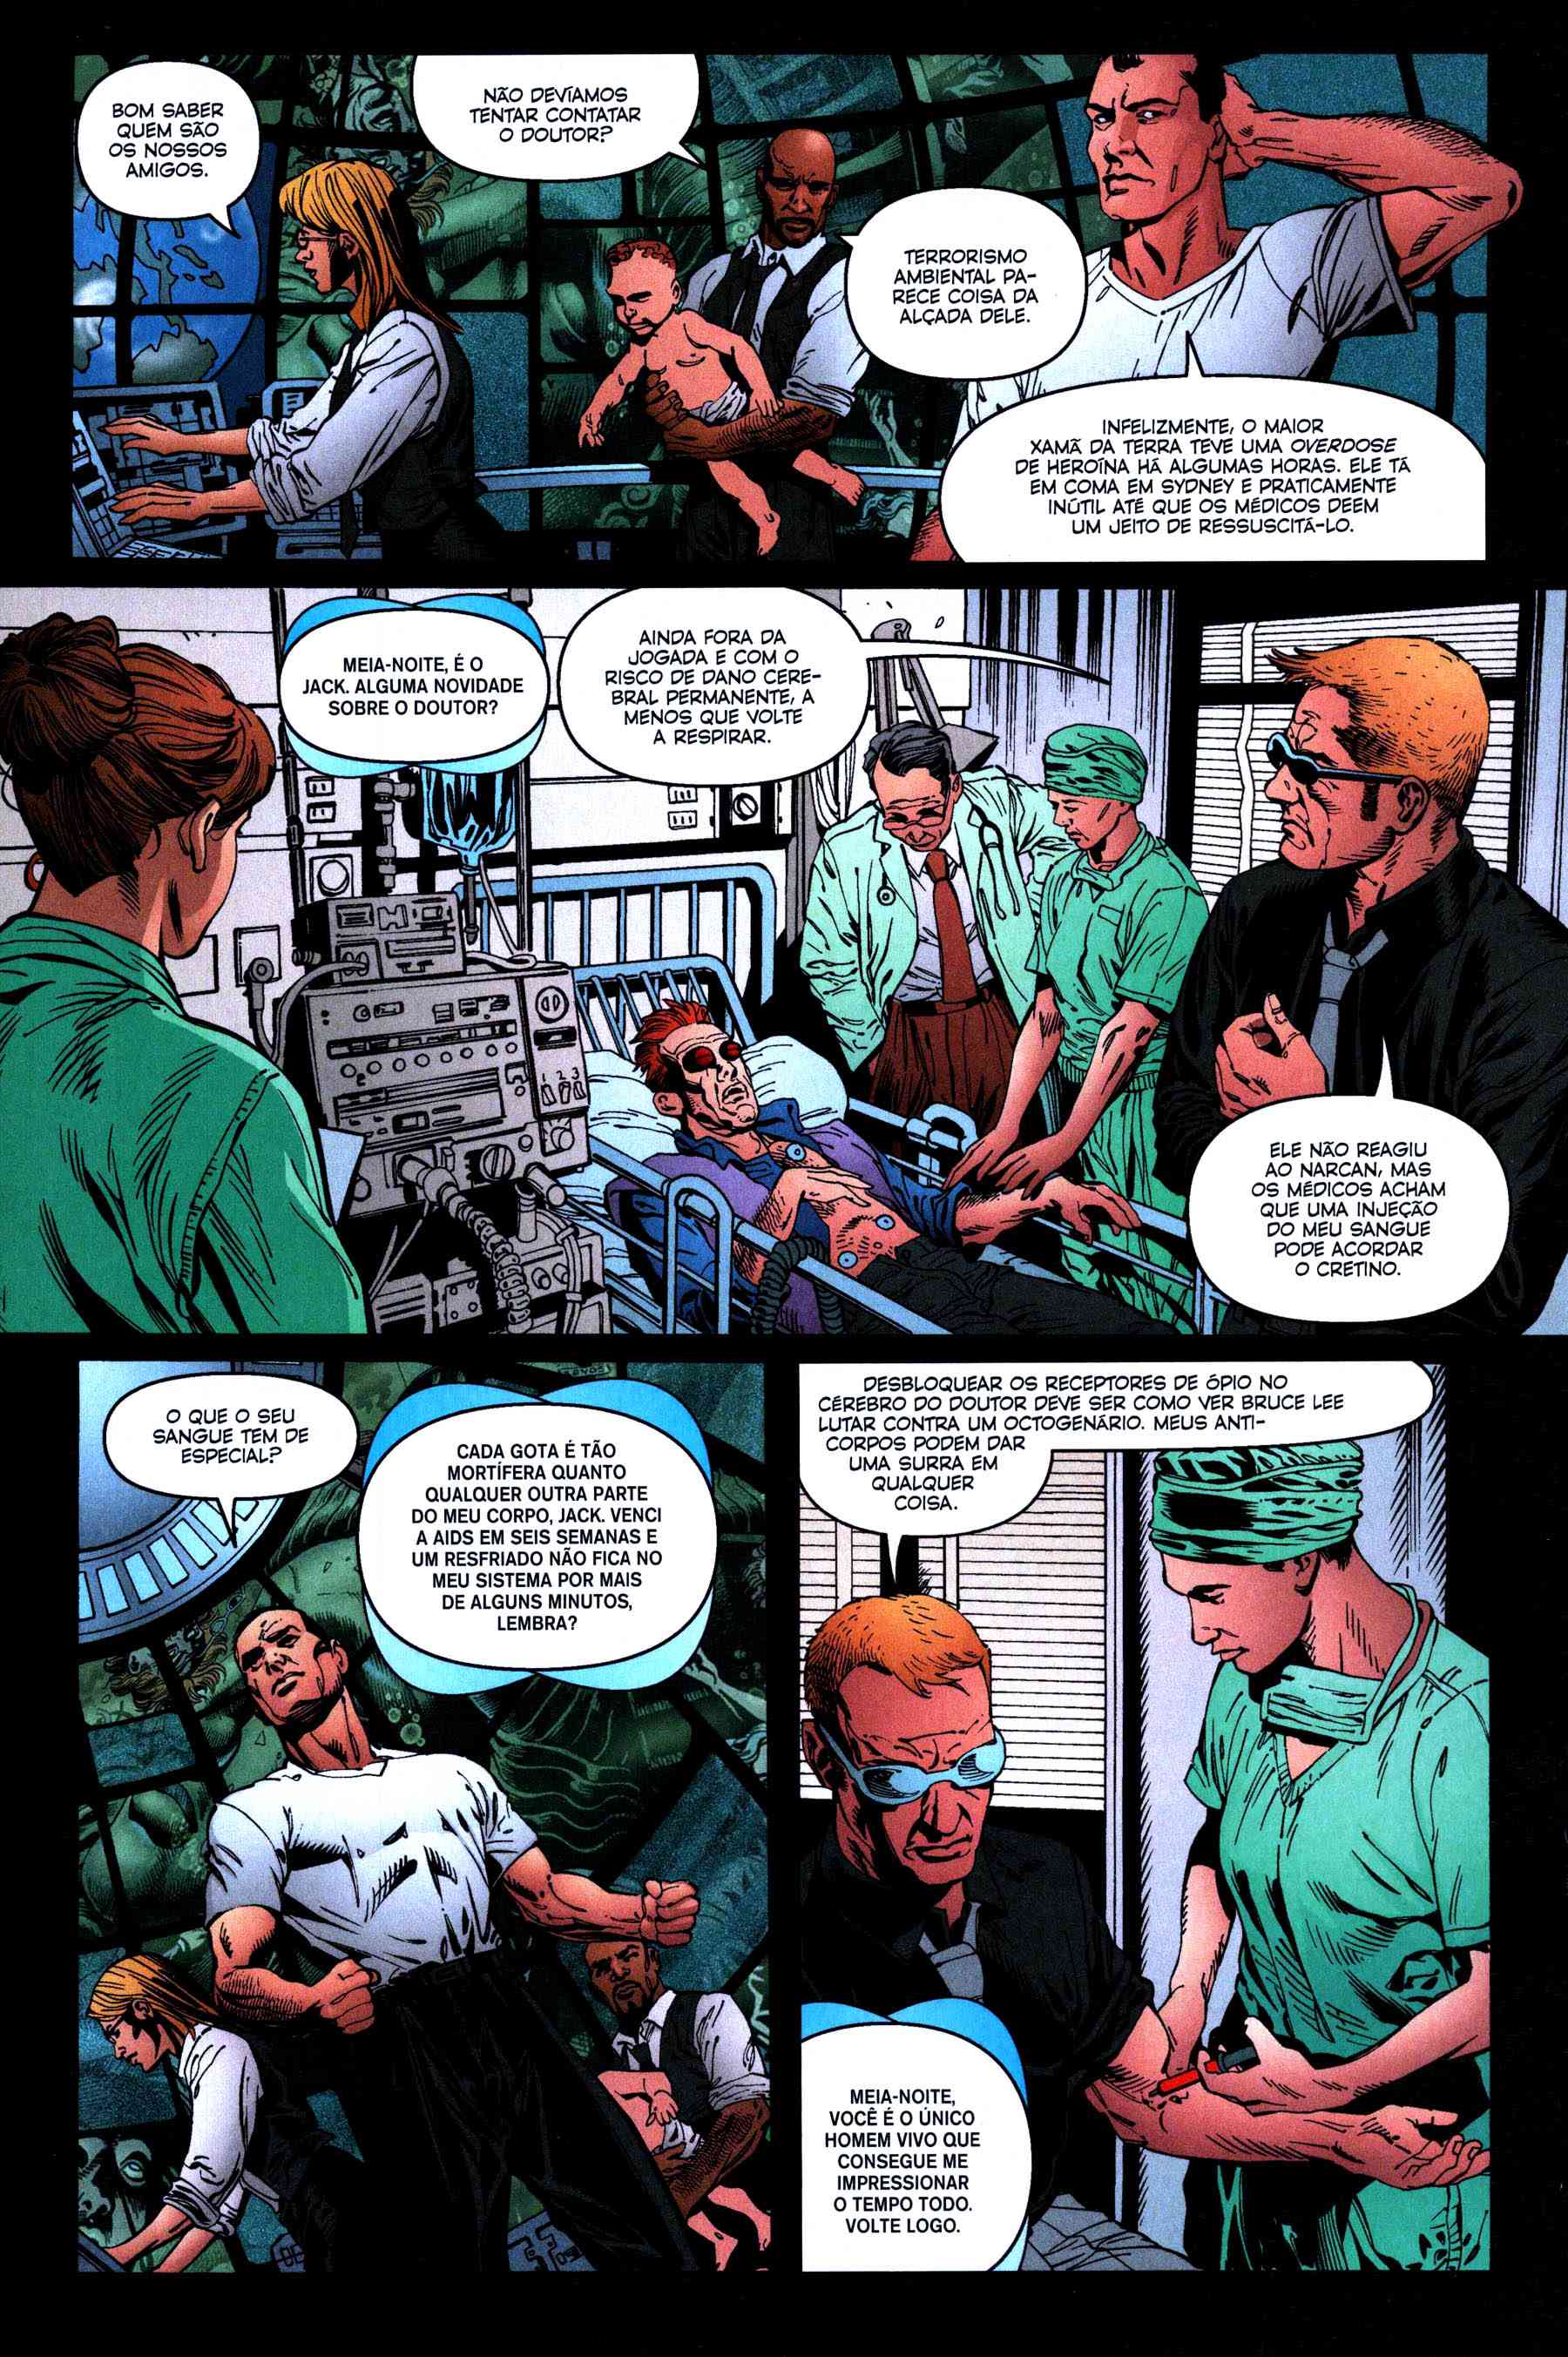 BOM SABER
QUEM SÃO
OS NOSSOS
AMIGOS.
NÃO DEVÍAMOS
TENTAR CONTATAR
O DOUTOR?
TERRORISMO
AMBIENTAL PA-
RECE COISA DA
ALÇADA DELE.
INFELIZMENTE, O MAIOR
XAMÃ DA TERRA TEVE UMA OVERDOSE
DE HEROÍNA HÁ ALGUMAS HORAS. ELE TÁ
EM COMA EM SYDNEY E PRATICAMENTE
INÚTIL ATÉ QUE OS MÉDICOS DEEM
UM JEITO DE RESSUSCITÁ-LO.
MEIA-NOITE, É O
JACK. ALGUMA NOVIDADE
SOBRE O DOUTOR?
AINDA FORA DA
JOGADA E COM O
RISCO DE DANO CERE-
BRAL PERMANENTE, A
MENOS QUE VOLTE
A RESPIRAR.
1 2 3
ELE NÃO REAGIU
AO NARCAN, MAS
OS MÉDICOS ACHAM
QUE UMA INJEÇÃO
DO MEU SANGUE
PODE ACORDAR
O CRETINO.
O QUE O SEU
SANGUE TEM DE
ESPECIAL?
CADA GOTA É TÃO
MORTÍFERA QUANTO
QUALQUER OUTRA PARTE
DO MEU CORPO, JACK. VENCI
A AIDS EM SEIS SEMANAS E
UM RESFRIADO NÃO FICA NO
MEU SISTEMA POR MAIS
DE ALGUNS MINUTOS,
LEMBRA?
DESBLOQUEAR OS RECEPTORES DE ÓPIO NO
CÉREBRO DO DOUTOR DEVE SER COMO VER BRUCE LEE
LUTAR CONTRA UM OCTOGENÁRIO. MEUS ANTI-
CORPOS PODEM DAR
UMA SURRA EM
QUALQUER
COISA.
MEIA-NOITE,
VOCÊ É O ÚNICO
HOMEM VIVO QUE
CONSEGUE ME
IMPRESSIONAR
O TEMPO TODO.
VOLTE LOGO.